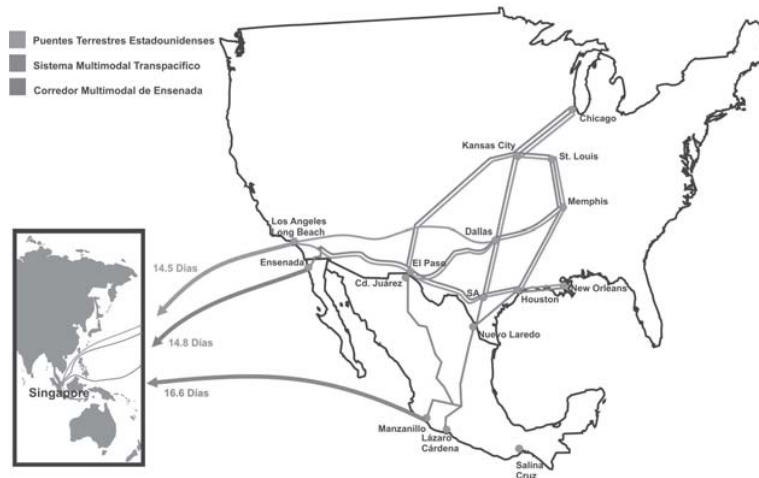 Puentes Terrestres Estadounidenses
Sistema Multimodal Transpacífico
Corredor Multimodal de Ensenada
Chicago
Kansas City
St. Louis
Memphis
Los Angeles
Long Beach
Dallas
14.5 Días
Ensenada
El Paso
Cd. Juárez
SA
Houston
New Orleans
14.8 Días
Nuevo Laredo
16.6 Días
Singapore
Manzanillo
Lázaro
Cárdena
Salina
Cruz